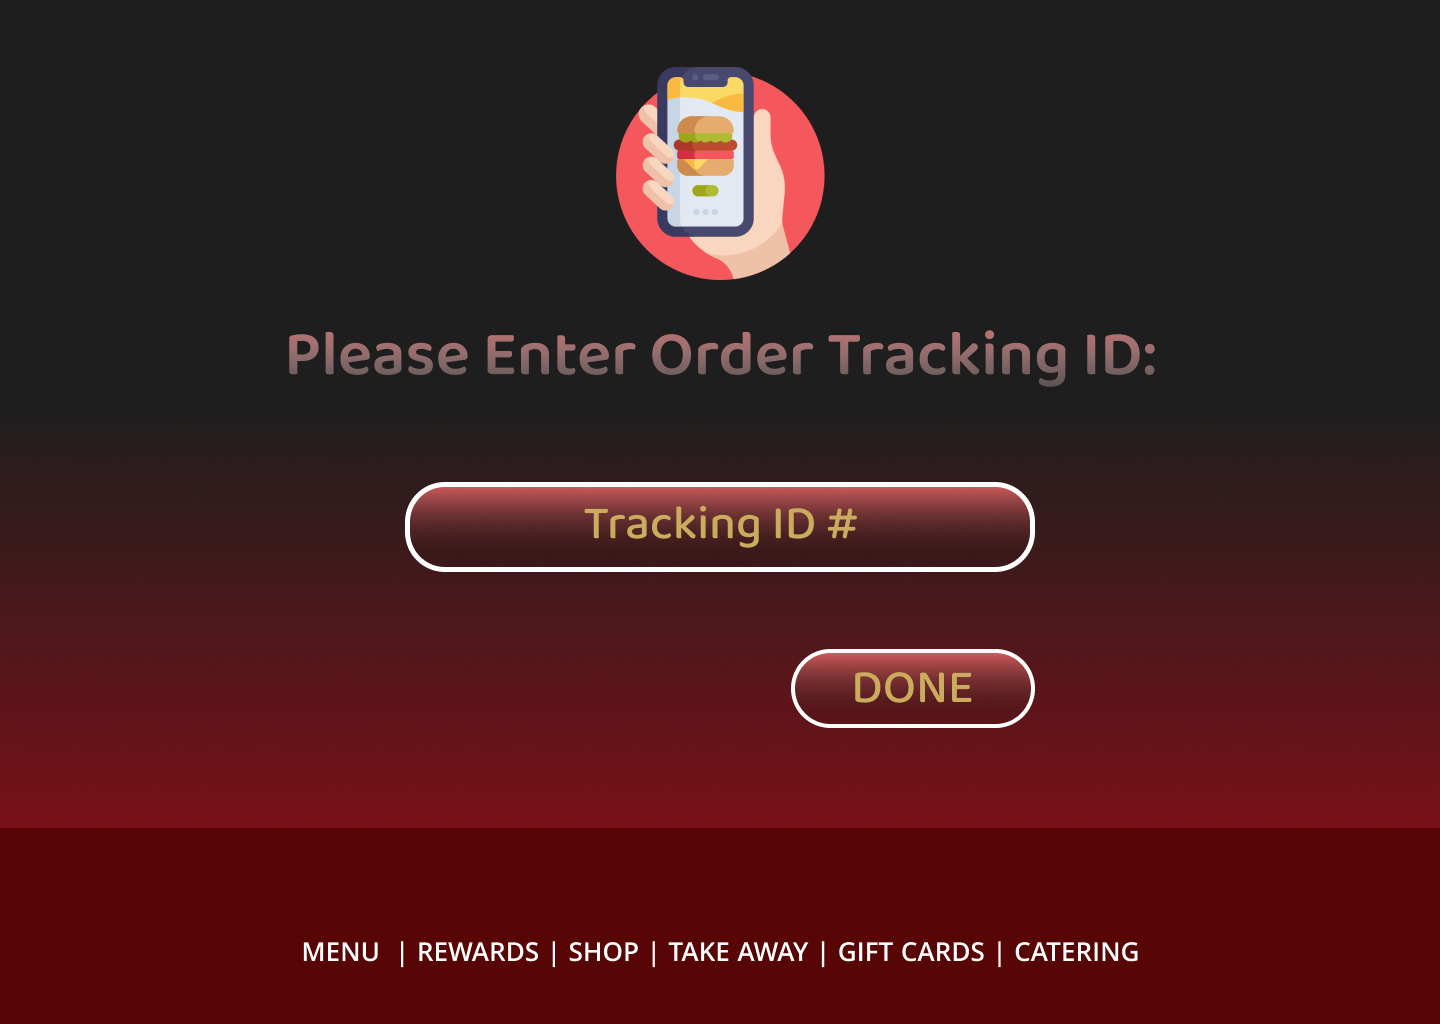 Please Enter Order Tracking ID:
Tracking ID #
DONE
MENU | REWARDS | SHOP | TAKE AWAY | GIFT CARDS | CATERING